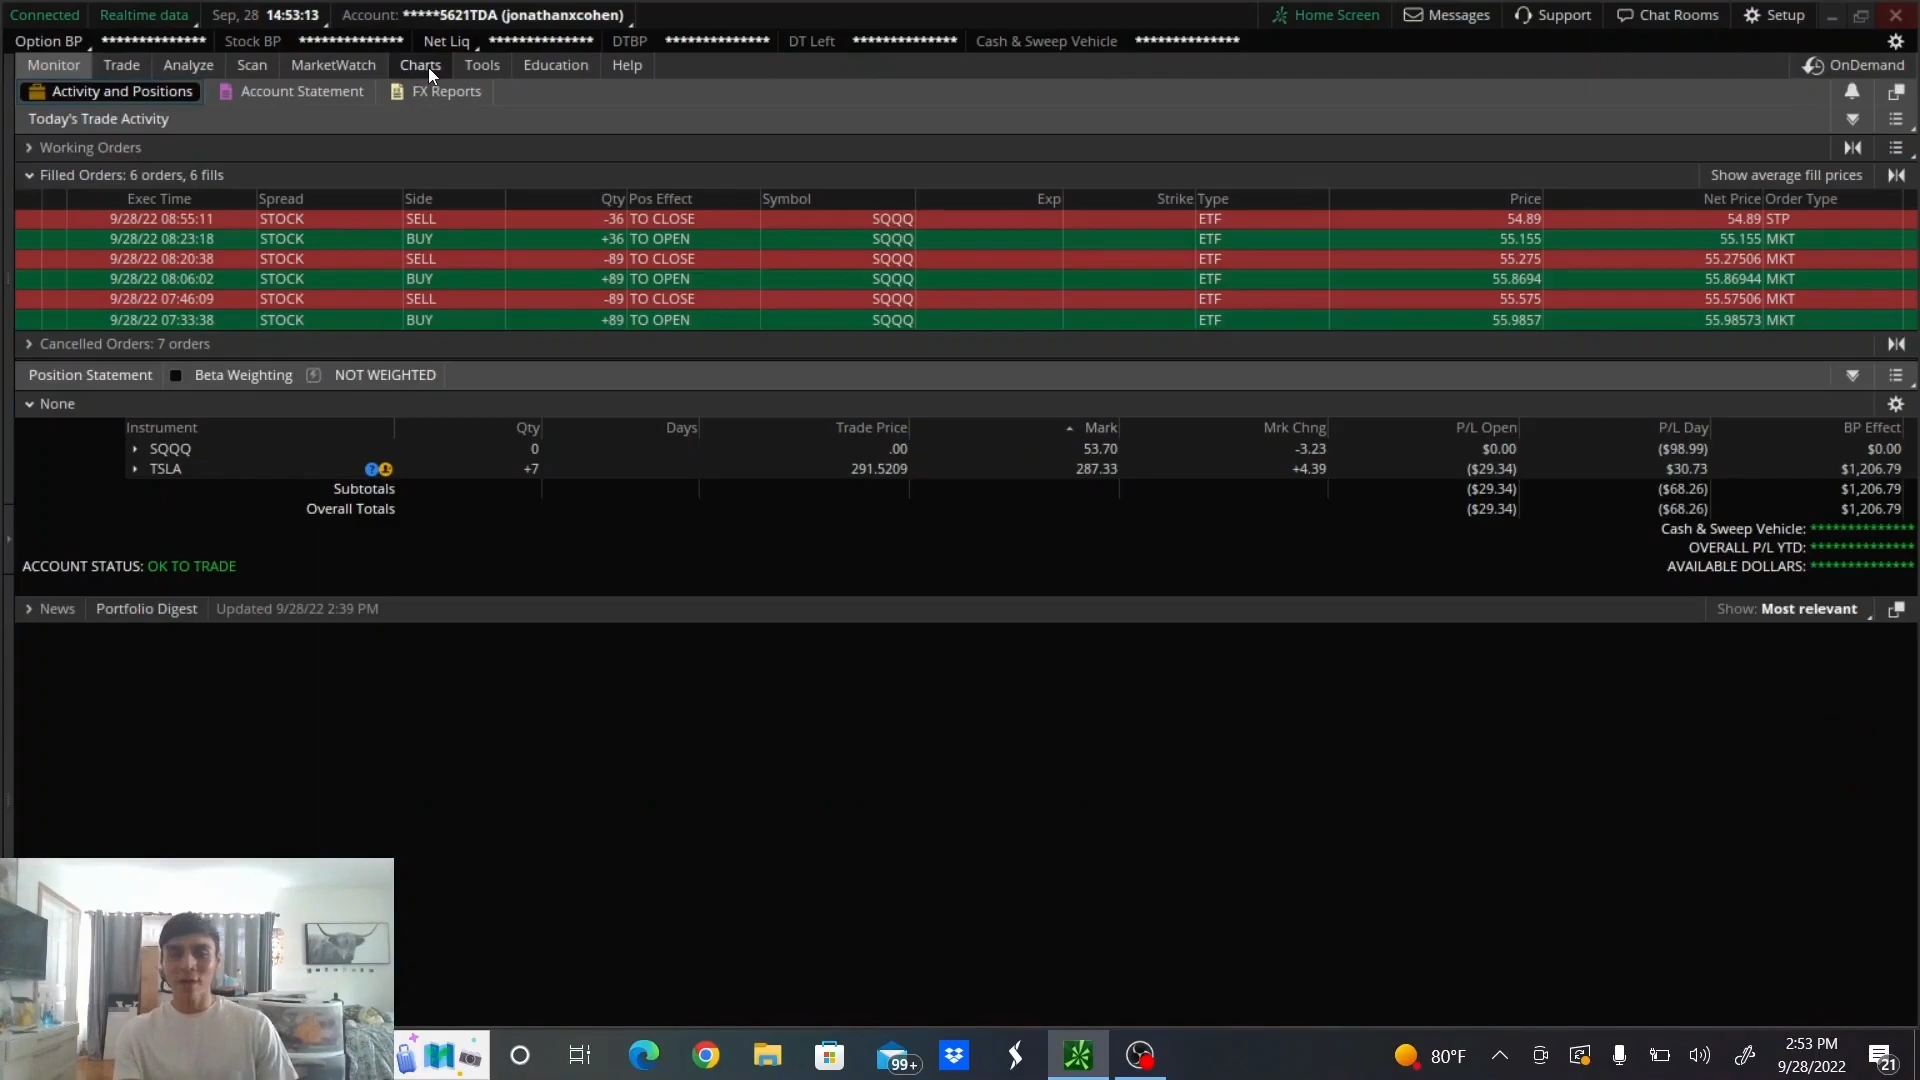 Connected Realtime data Sep, 28 14:53:13 Account: *****5621TDA (jonathanxcohen) Home Screen Messages Support Chat Rooms Setup
Option BP ************** Stock BP ************** Net Liq ************** DTBP ************** DT Left ************** Cash & Sweep Vehicle **************
Monitor Trade Analyze Scan MarketWatch Charts Tools Education Help OnDemand
Activity and Positions Account Statement FX Reports
Today's Trade Activity
Working Orders
Filled Orders: 6 orders, 6 fills Show average fill prices
Exec Time Spread Side Qty Pos Effect Symbol Exp Strike Type Price Net Price Order Type
9/28/22 08:55:11 STOCK SELL -36 TO CLOSE SQQQ ETF 54.89 54.89 STP
9/28/22 08:23:18 STOCK BUY +36 TO OPEN SQQQ ETF 55.155 55.155 MKT
9/28/22 08:20:38 STOCK SELL -89 TO CLOSE SQQQ ETF 55.275 55.27506 MKT
9/28/22 08:06:02 STOCK BUY +89 TO OPEN SQQQ ETF 55.8694 55.86944 MKT
9/28/22 07:46:09 STOCK SELL -89 TO CLOSE SQQQ ETF 55.575 55.57506 MKT
9/28/22 07:33:38 STOCK BUY +89 TO OPEN SQQQ ETF 55.9857 55.98573 MKT
Cancelled Orders: 7 orders
Position Statement Beta Weighting NOT WEIGHTED
None
Instrument Qty Days Trade Price Mark Mrk Chng P/L Open P/L Day BP Effect
SQQQ 0 .00 53.70 -3.23 $0.00 ($98.99) $0.00
TSLA +7 291.5209 287.33 +4.39 ($29.34) $30.73 $1,206.79
Subtotals ($29.34) ($68.26) $1,206.79
Overall Totals ($29.34) ($68.26) $1,206.79
Cash & Sweep Vehicle: **************
OVERALL P/L YTD: **************
ACCOUNT STATUS: OK TO TRADE AVAILABLE DOLLARS: **************
News Portfolio Digest Updated 9/28/22 2:39 PM Show: Most relevant
99+ 80°F 2:53 PM
9/28/2022 21